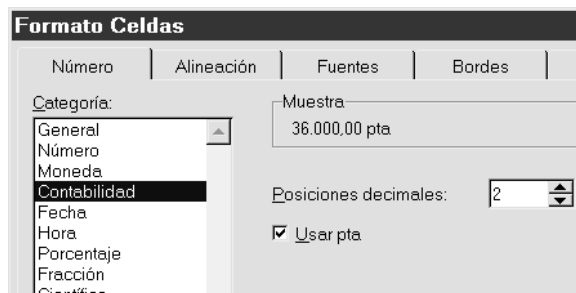 Formato Celdas
Número Alineación Fuentes Bordes
Categoría:
General
Número
Moneda
Contabilidad
Fecha
Hora
Porcentaje
Fracción
Científica
Muestra
36.000,00 pta
Posiciones decimales: 2
Usar pta